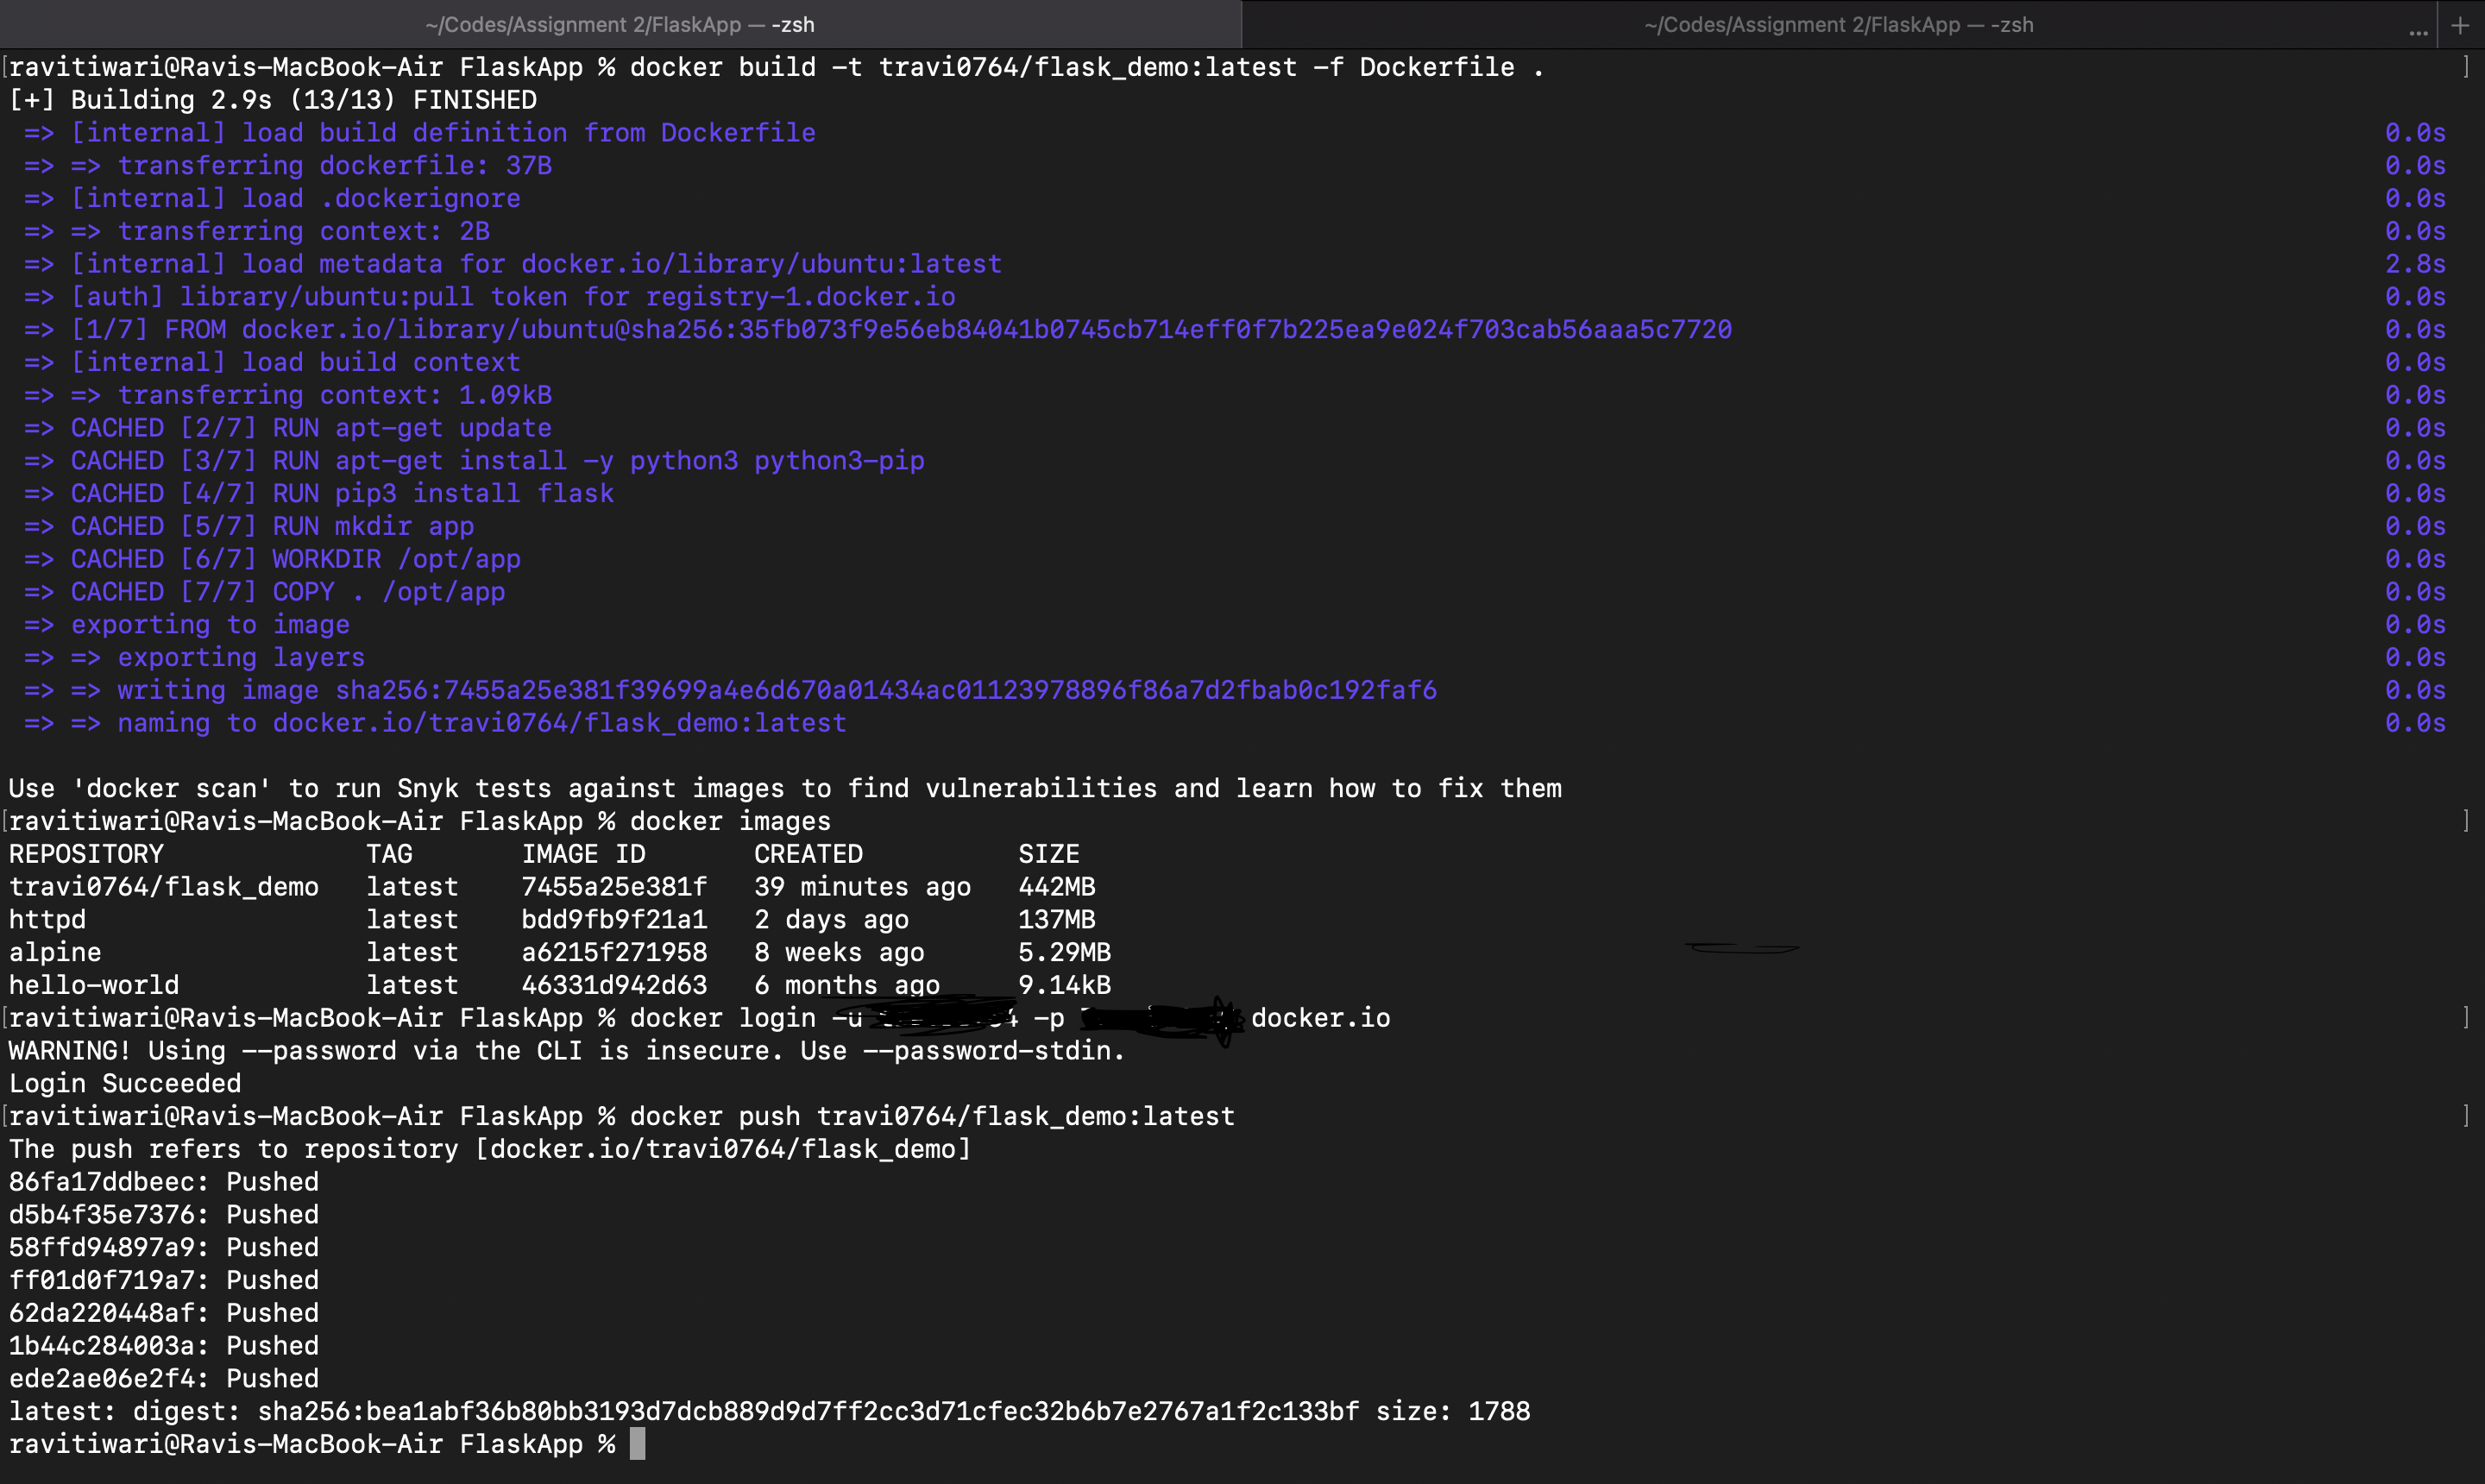 ~/Codes/Assignment 2/FlaskApp — -zsh
~/Codes/Assignment 2/FlaskApp — -zsh
... +
[ravitiwari@Ravis-MacBook-Air FlaskApp % docker build -t travi0764/flask_demo:latest -f Dockerfile . ]
[+] Building 2.9s (13/13) FINISHED
=> [internal] load build definition from Dockerfile 0.0s
=> => transferring dockerfile: 37B 0.0s
=> [internal] load .dockerignore 0.0s
=> => transferring context: 2B 0.0s
=> [internal] load metadata for docker.io/library/ubuntu:latest 2.8s
=> [auth] library/ubuntu:pull token for registry-1.docker.io 0.0s
=> [1/7] FROM docker.io/library/ubuntu@sha256:35fb073f9e56eb84041b0745cb714eff0f7b225ea9e024f703cab56aaa5c7720 0.0s
=> [internal] load build context 0.0s
=> => transferring context: 1.09kB 0.0s
=> CACHED [2/7] RUN apt-get update 0.0s
=> CACHED [3/7] RUN apt-get install -y python3 python3-pip 0.0s
=> CACHED [4/7] RUN pip3 install flask 0.0s
=> CACHED [5/7] RUN mkdir app 0.0s
=> CACHED [6/7] WORKDIR /opt/app 0.0s
=> CACHED [7/7] COPY . /opt/app 0.0s
=> exporting to image 0.0s
=> => exporting layers 0.0s
=> => writing image sha256:7455a25e381f39699a4e6d670a01434ac01123978896f86a7d2fbab0c192faf6 0.0s
=> => naming to docker.io/travi0764/flask_demo:latest 0.0s
Use 'docker scan' to run Snyk tests against images to find vulnerabilities and learn how to fix them
[ravitiwari@Ravis-MacBook-Air FlaskApp % docker images ]
REPOSITORY TAG IMAGE ID CREATED SIZE
travi0764/flask_demo latest 7455a25e381f 39 minutes ago 442MB
httpd latest bdd9fb9f21a1 2 days ago 137MB
alpine latest a6215f271958 8 weeks ago 5.29MB
hello-world latest 46331d942d63 6 months ago 9.14kB
[ravitiwari@Ravis-MacBook-Air FlaskApp % docker login -u -p docker.io ]
WARNING! Using --password via the CLI is insecure. Use --password-stdin.
Login Succeeded
[ravitiwari@Ravis-MacBook-Air FlaskApp % docker push travi0764/flask_demo:latest ]
The push refers to repository [docker.io/travi0764/flask_demo]
86fa17ddbeec: Pushed
d5b4f35e7376: Pushed
58ffd94897a9: Pushed
ff01d0f719a7: Pushed
62da220448af: Pushed
1b44c284003a: Pushed
ede2ae06e2f4: Pushed
latest: digest: sha256:bea1abf36b80bb3193d7dcb889d9d7ff2cc3d71cfec32b6b7e2767a1f2c133bf size: 1788
ravitiwari@Ravis-MacBook-Air FlaskApp %